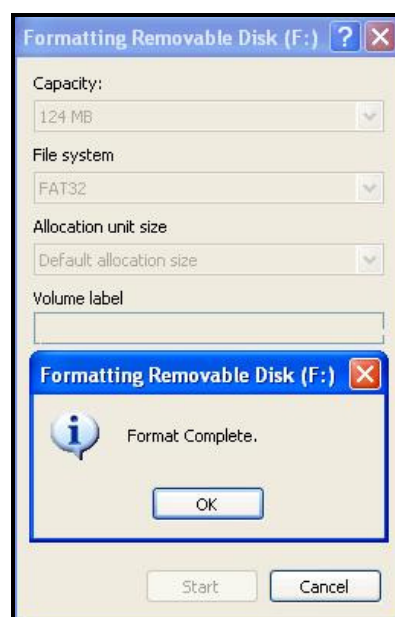 Formatting Removable Disk (F:)
Capacity:
124 MB
File system
FAT32
Allocation unit size
Default allocation size
Volume label
Formatting Removable Disk (F:)
Format Complete.
OK
Start Cancel